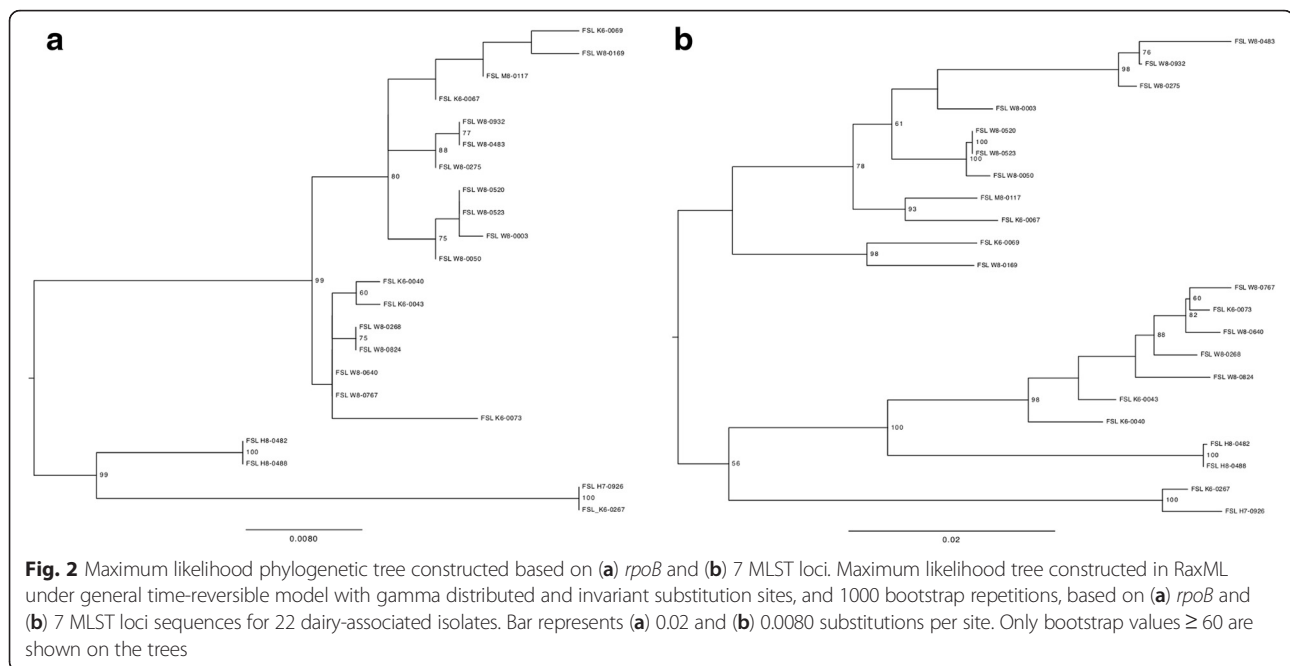 a
FSL K6-0069
FSL W8-0169
FSL M8-0117
FSL K6-0067
FSL W8-0932
77
FSL W8-0483
88
FSL W8-0275
80
FSL W8-0520
FSL W8-0523
FSL W8-0003
75
FSL W8-0050
99
FSL K6-0040
60
FSL K6-0043
FSL W8-0268
75
FSL W8-0824
FSL W8-0640
FSL W8-0767
FSL K6-0073
FSL H8-0482
100
FSL H8-0488
99
FSL H7-0926
100
FSL_K6-0267
0.0080
b
FSL W8-0483
76
FSL W8-0932
98
FSL W8-0275
FSL W8-0003
61
FSL W8-0520
100
FSL W8-0523
100
FSL W8-0050
78
FSL M8-0117
93
FSL K6-0067
FSL K6-0069
98
FSL W8-0169
FSL W8-0767
60
FSL K6-0073
82
FSL W8-0640
88
FSL W8-0268
FSL W8-0824
98
FSL K6-0043
FSL K6-0040
100
FSL H8-0482
100
FSL H8-0488
56
FSL K6-0267
100
FSL H7-0926
0.02
Fig. 2 Maximum likelihood phylogenetic tree constructed based on (a) rpoB and (b) 7 MLST loci. Maximum likelihood tree constructed in RaxML
under general time-reversible model with gamma distributed and invariant substitution sites, and 1000 bootstrap repetitions, based on (a) rpoB and
(b) 7 MLST loci sequences for 22 dairy-associated isolates. Bar represents (a) 0.02 and (b) 0.0080 substitutions per site. Only bootstrap values ≥ 60 are
shown on the trees